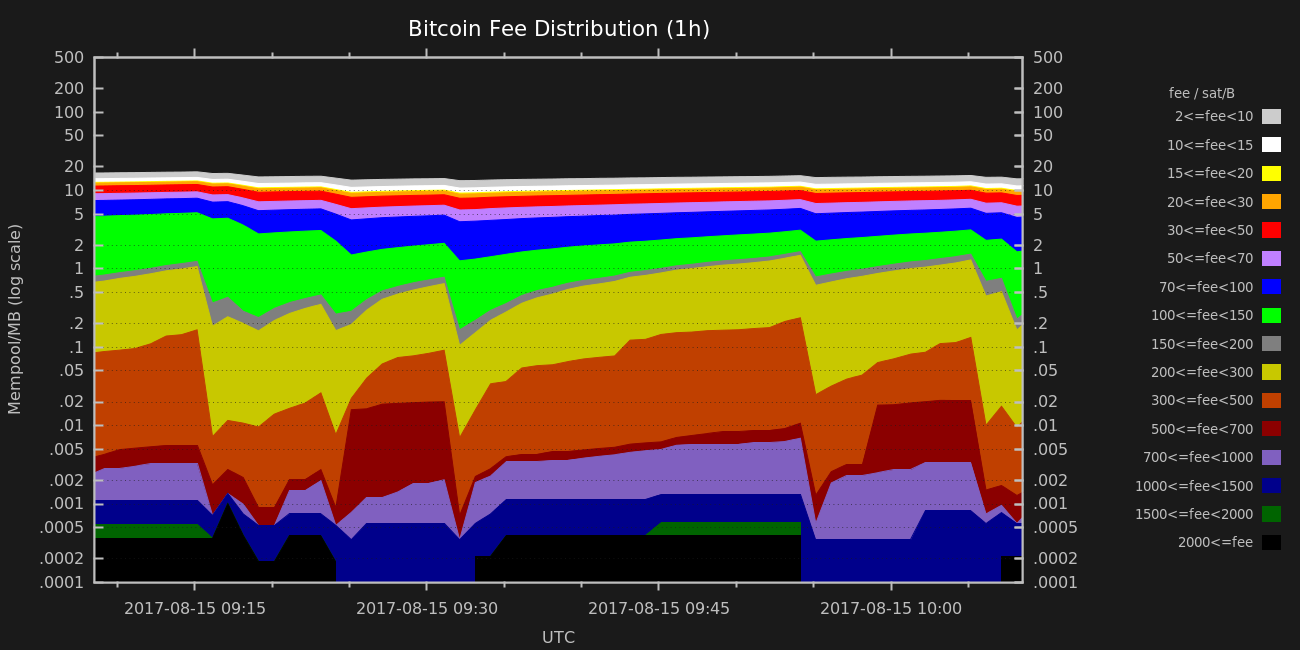 Bitcoin Fee Distribution (1h)
500 500
200 200
100 100
50 50
20 20
10 10
5 5
2 2
1 1
.5 .5
.2 .2
.1 .1
.05 .05
.02 .02
.01 .01
.005 .005
.002 .002
.001 .001
.0005 .0005
.0002 .0002
.0001 .0001
Mempool/MB (log scale)
2017-08-15 09:15 2017-08-15 09:30 2017-08-15 09:45 2017-08-15 10:00
UTC
fee / sat/B
2<=fee<10
10<=fee<15
15<=fee<20
20<=fee<30
30<=fee<50
50<=fee<70
70<=fee<100
100<=fee<150
150<=fee<200
200<=fee<300
300<=fee<500
500<=fee<700
700<=fee<1000
1000<=fee<1500
1500<=fee<2000
2000<=fee